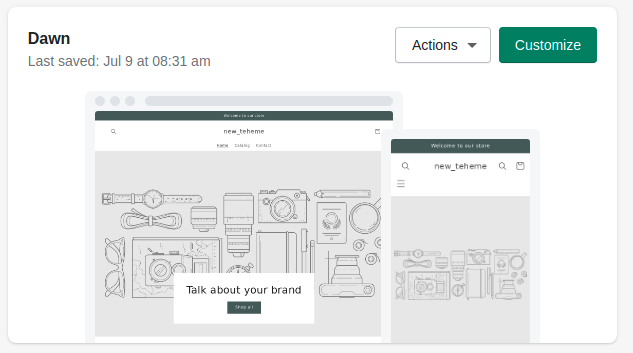 Dawn
Last saved: Jul 9 at 08:31 am
Actions
Customize
Welcome to our store
new_teheme
Home Catalog Contact
Talk about your brand
Shop all
Welcome to our store
new_teheme